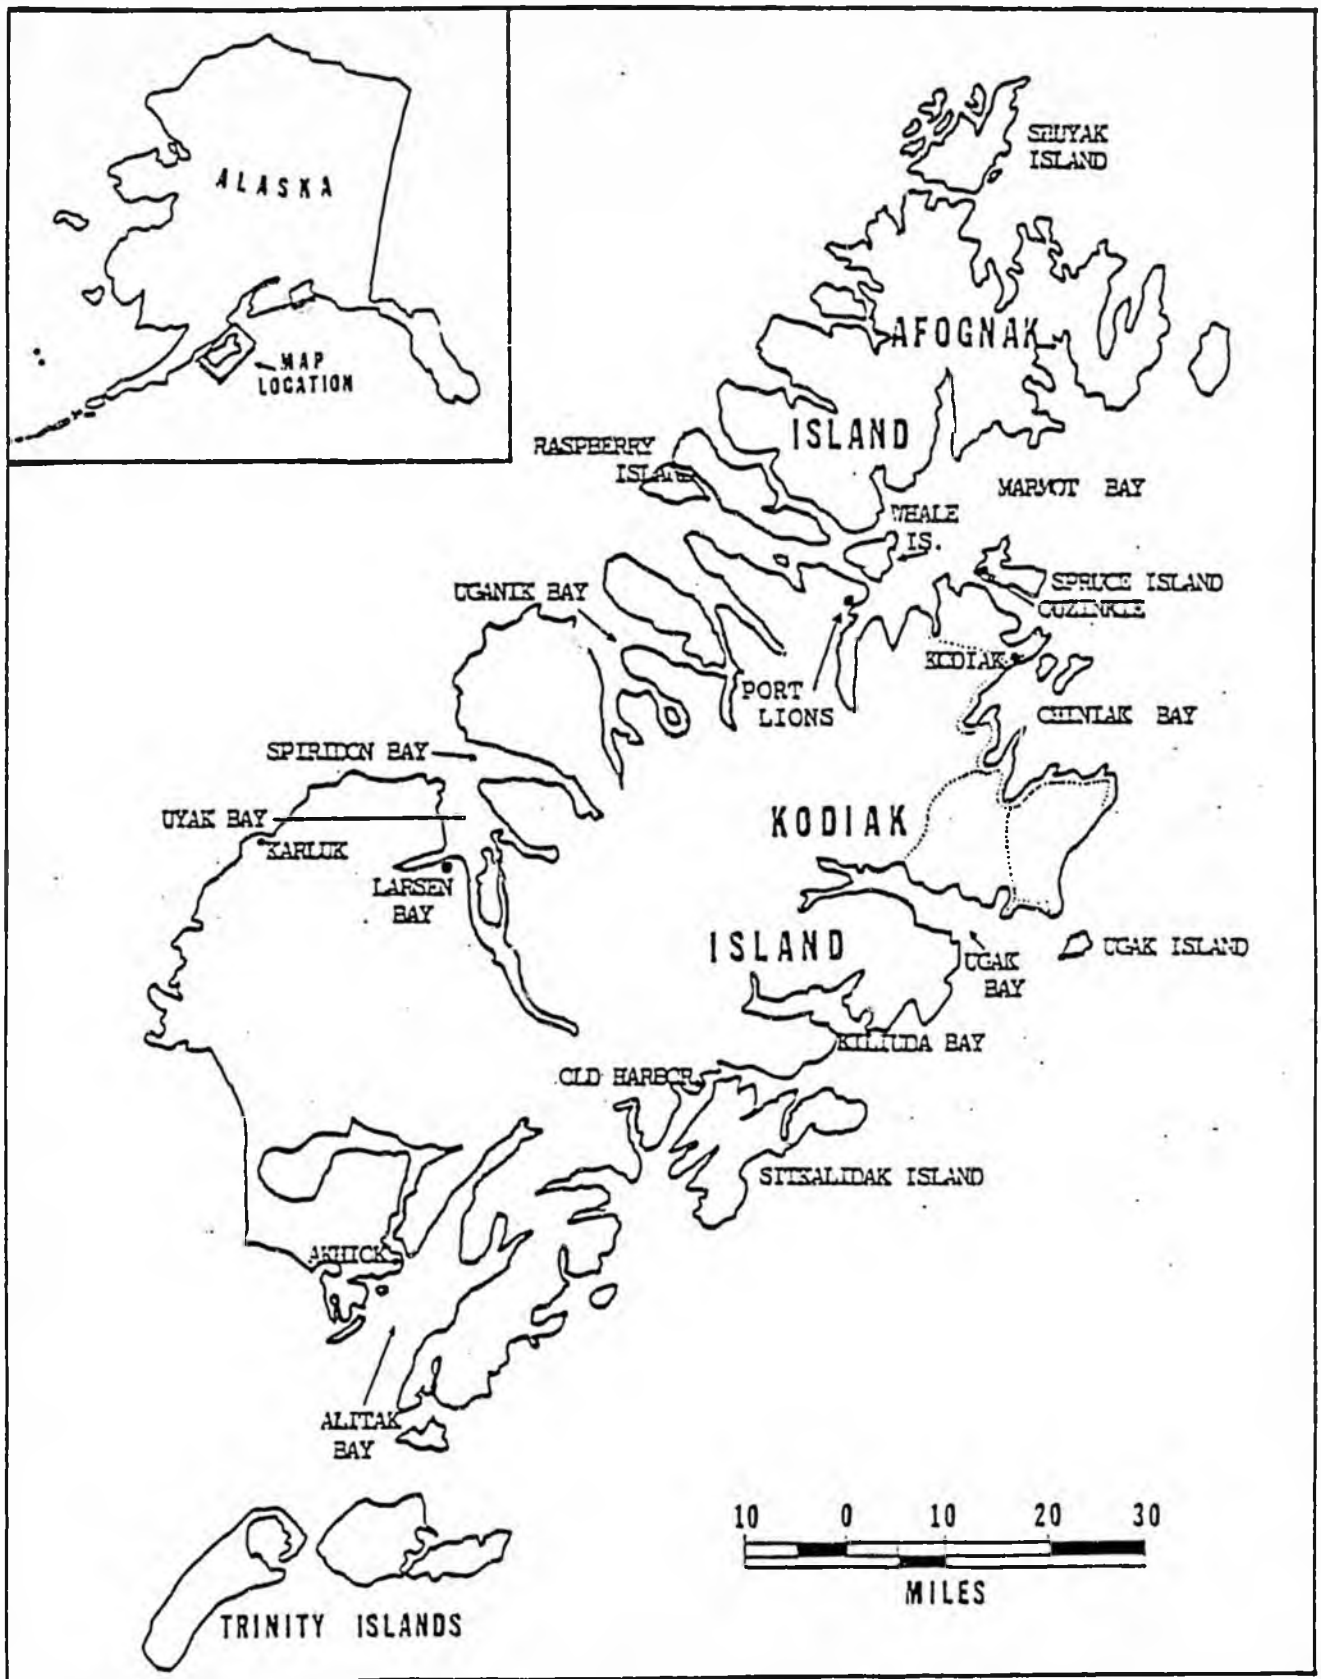 ALASKA
MAP
LOCATION
SHUYAK
ISLAND
AFOGNAK
ISLAND
RASPBERRY
ISLAND
MARMOT BAY
WHALE
IS.
UGANIK BAY
SPRUCE ISLAND
OUZINKIE
KODIAK
PORT
LIONS
CHINIAK BAY
SPIRIDON BAY
UYAK BAY
KARLUK
LARSEN
BAY
KODIAK
ISLAND
UGAK
BAY
UGAK ISLAND
KILIUDA BAY
OLD HARBOR
SITKALIDAK ISLAND
AKHIOK
ALITAK
BAY
10 0 10 20 30
MILES
TRINITY ISLANDS